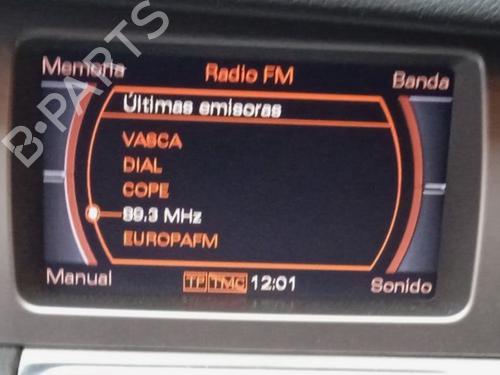 Memoria
Radio FM
Banda
Últimas emisoras
VASCA
DIAL
COPE
89.3 MHz
EUROPAFM
Manual
TP TMC 12:01
Sonido
B-PARTS